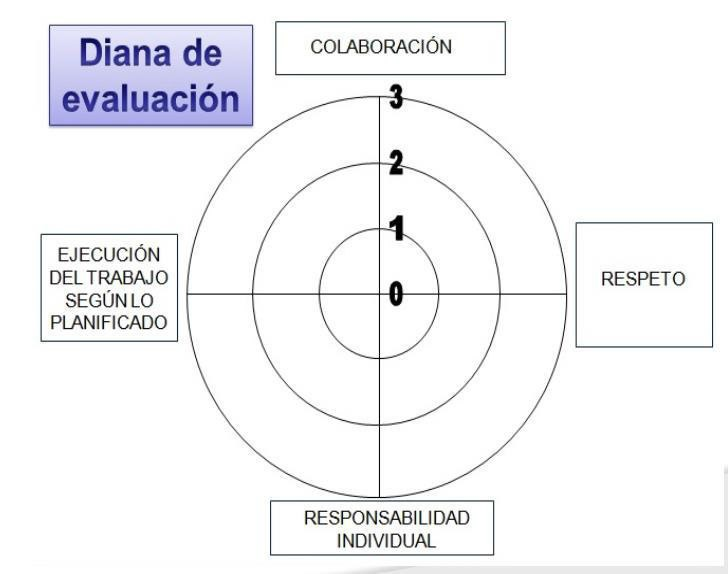 Diana de
evaluación
COLABORACIÓN
3
2
1
0
EJECUCIÓN
DEL TRABAJO
SEGÚN LO
PLANIFICADO
RESPETO
RESPONSABILIDAD
INDIVIDUAL